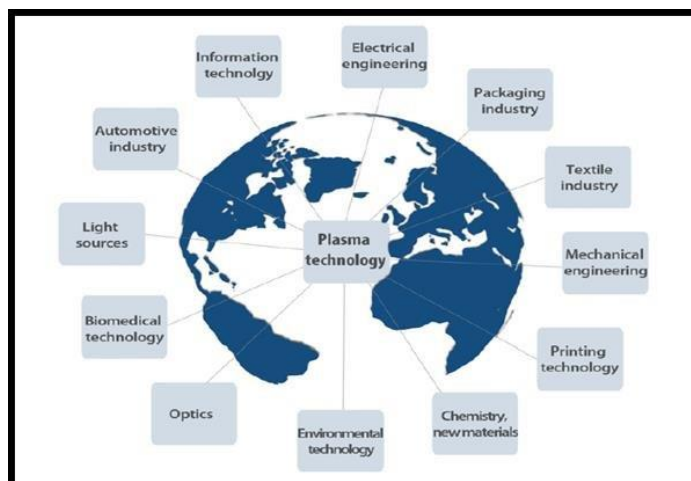 Information
technolgy
Electrical
engineering
Packaging
industry
Automotive
industry
Textile
industry
Light
sources
Plasma
technology
Mechanical
engineering
Biomedical
technology
Printing
technology
Optics
Environmental
technology
Chemistry,
new materials